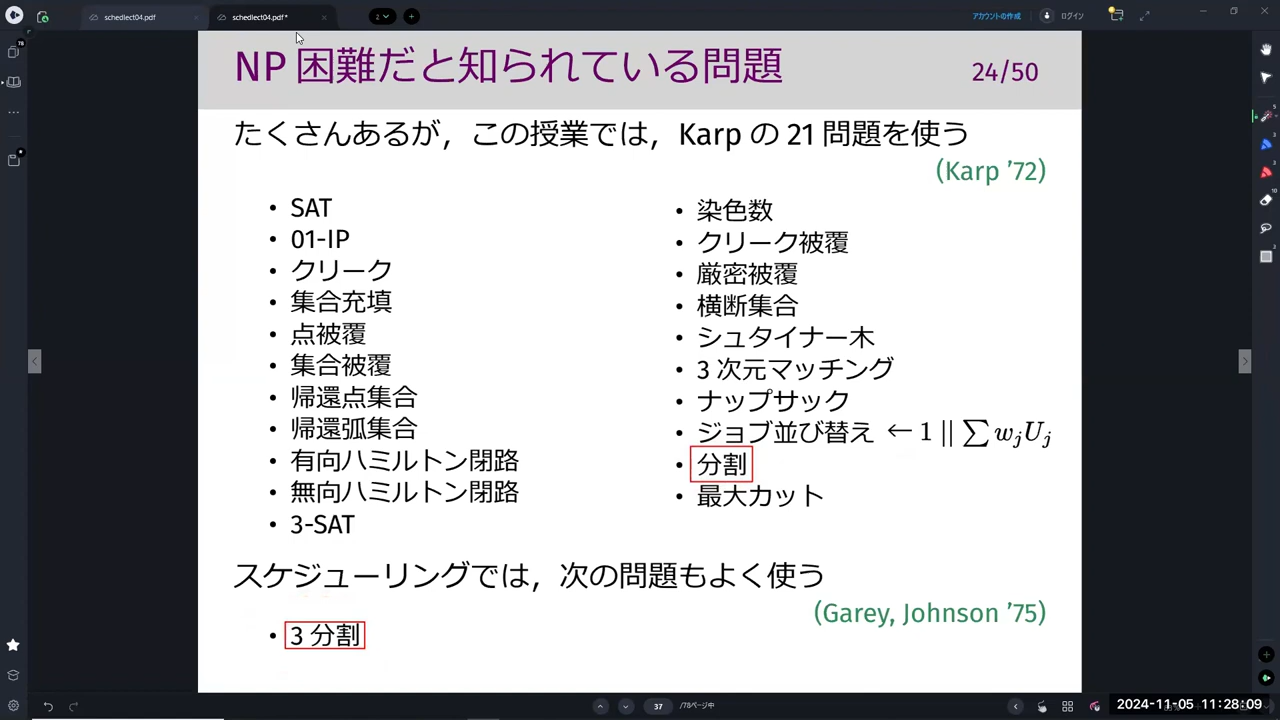 schedlect04.pdf
schedlect04.pdf*
2
アカウントの作成
ログイン
NP 困難だと知られている問題
24/50
たくさんあるが，この授業では，Karp の 21 問題を使う
(Karp ’72)
• SAT
• 01-IP
• クリーク
• 集合充填
• 点被覆
• 集合被覆
• 帰還点集合
• 帰還弧集合
• 有向ハミルトン閉路
• 無向ハミルトン閉路
• 3-SAT
• 染色数
• クリーク被覆
• 厳密被覆
• 横断集合
• シュタイナー木
• 3 次元マッチング
• ナップサック
• ジョブ並び替え ← 1 || ∑ wjUj
• 分割
• 最大カット
スケジューリングでは，次の問題もよく使う
(Garey, Johnson ’75)
• 3 分割
37 /78ページ中
2024-11-05 11:28:09